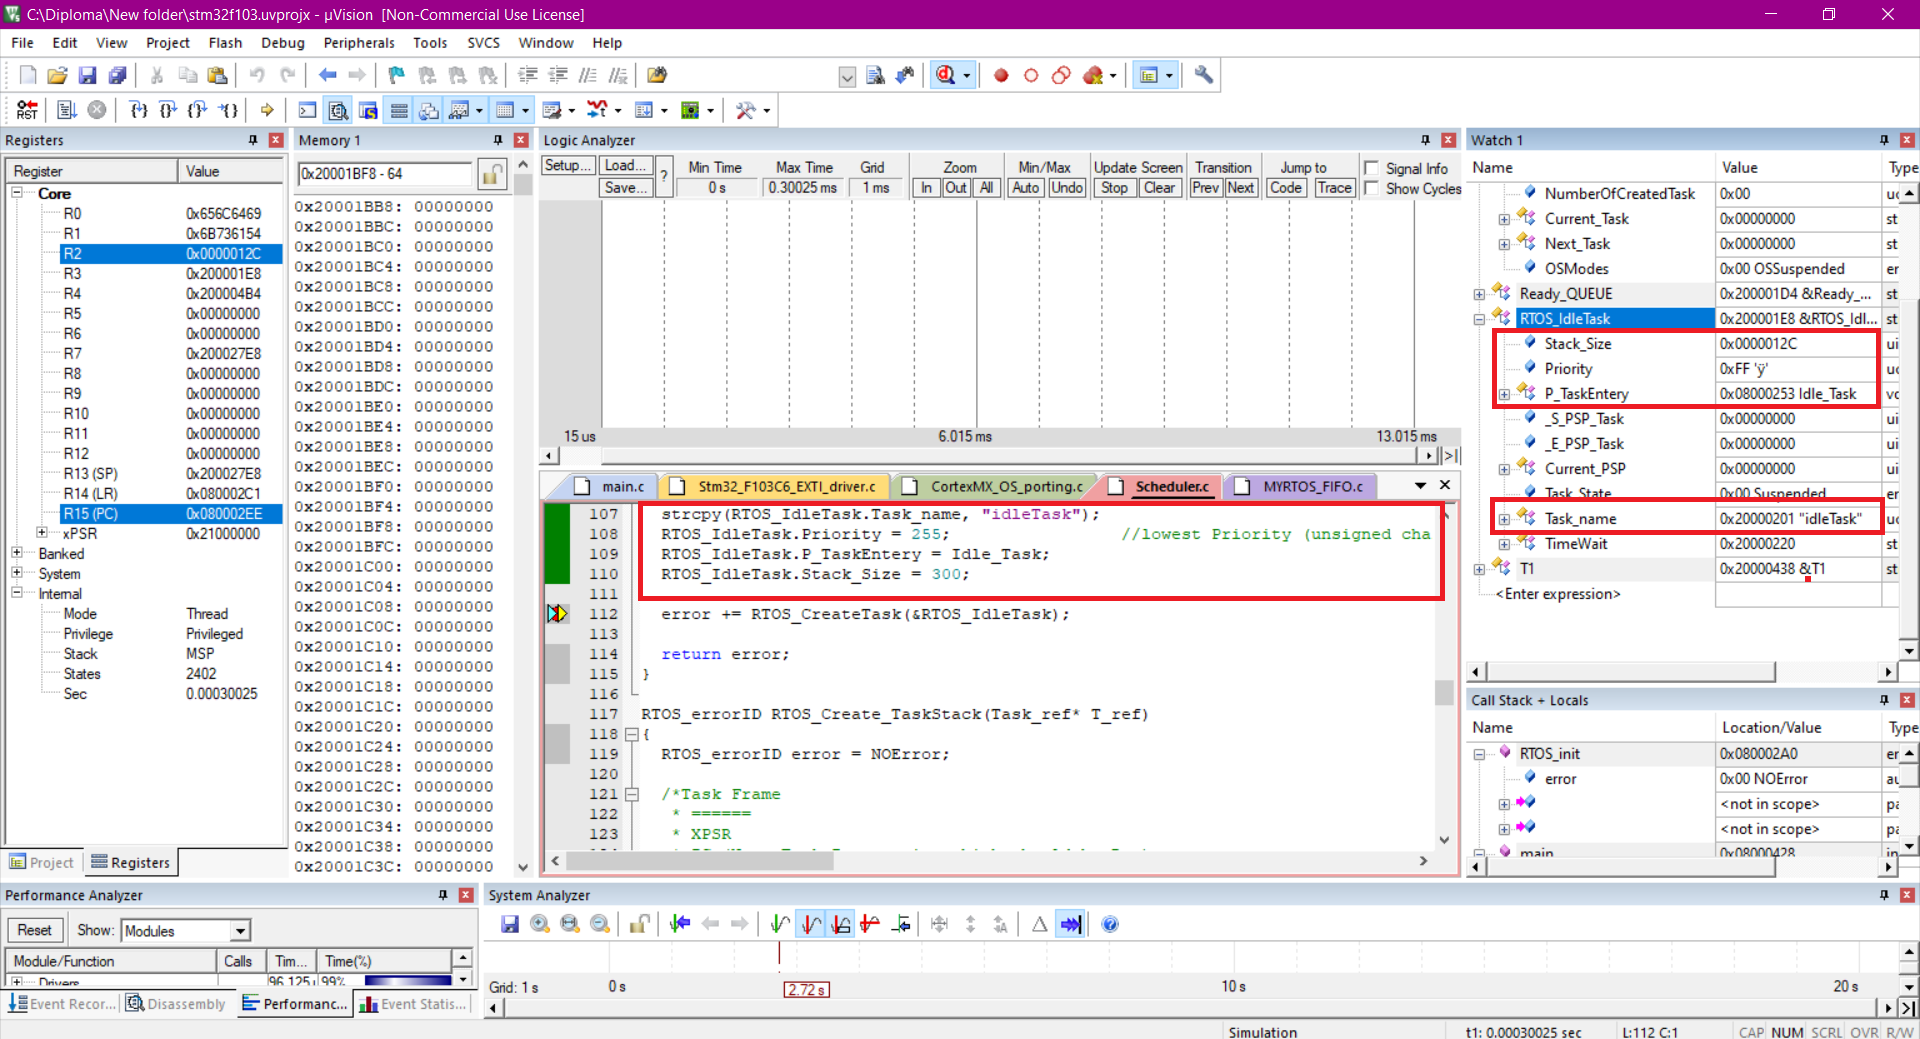 C:\Diploma\New folder\stm32f103.uvprojx - µVision  [Non-Commercial Use License]
File Edit View Project Flash Debug Peripherals Tools SVCS Window Help
Registers
Register Value
Core
R0 0x656C6469
R1 0x6B736154
R2 0x0000012C
R3 0x200001E8
R4 0x200004B4
R5 0x00000000
R6 0x00000000
R7 0x200027E8
R8 0x00000000
R9 0x00000000
R10 0x00000000
R11 0x00000000
R12 0x00000000
R13 (SP) 0x200027E8
R14 (LR) 0x080002C1
R15 (PC) 0x080002EE
xPSR 0x21000000
Banked
System
Internal
Mode Thread
Privilege Privileged
Stack MSP
States 2402
Sec 0.00030025
Project Registers
Memory 1
0x20001BF8 - 64
0x20001BB8: 00000000
0x20001BBC: 00000000
0x20001BC0: 00000000
0x20001BC4: 00000000
0x20001BC8: 00000000
0x20001BCC: 00000000
0x20001BD0: 00000000
0x20001BD4: 00000000
0x20001BD8: 00000000
0x20001BDC: 00000000
0x20001BE0: 00000000
0x20001BE4: 00000000
0x20001BE8: 00000000
0x20001BEC: 00000000
0x20001BF0: 00000000
0x20001BF4: 00000000
0x20001BF8: 00000000
0x20001BFC: 00000000
0x20001C00: 00000000
0x20001C04: 00000000
0x20001C08: 00000000
0x20001C0C: 00000000
0x20001C10: 00000000
0x20001C14: 00000000
0x20001C18: 00000000
0x20001C1C: 00000000
0x20001C20: 00000000
0x20001C24: 00000000
0x20001C28: 00000000
0x20001C2C: 00000000
0x20001C30: 00000000
0x20001C34: 00000000
0x20001C38: 00000000
0x20001C3C: 00000000
Logic Analyzer
Setup... Load... Min Time Max Time Grid Zoom Min/Max Update Screen Transition Jump to Signal Info
Save... ? 0 s 0.30025 ms 1 ms In Out All Auto Undo Stop Clear Prev Next Code Trace Show Cycles
15 us 6.015 ms 13.015 ms
main.c Stm32_F103C6_EXTI_driver.c CortexMX_OS_porting.c Scheduler.c MYRTOS_FIFO.c
107 strcpy(RTOS_IdleTask.Task_name, "idleTask");
108 RTOS_IdleTask.Priority = 255; //lowest Priority (unsigned cha
109 RTOS_IdleTask.P_TaskEntery = Idle_Task;
110 RTOS_IdleTask.Stack_Size = 300;
111
112 error += RTOS_CreateTask(&RTOS_IdleTask);
113
114 return error;
115 }
116
117 RTOS_errorID RTOS_Create_TaskStack(Task_ref* T_ref)
118 {
119 RTOS_errorID error = NOError;
120
121 /*Task Frame
122 * ======
123 * XPSR
Watch 1
Name Value Type
NumberOfCreatedTask 0x00 uc
Current_Task 0x00000000 st
Next_Task 0x00000000 st
OSModes 0x00 OSSuspended er
Ready_QUEUE 0x200001D4 &Ready_... st
RTOS_IdleTask 0x200001E8 &RTOS_Idl... st
Stack_Size 0x0000012C ui
Priority 0xFF 'ÿ' uc
P_TaskEntery 0x08000253 Idle_Task vc
_S_PSP_Task 0x00000000 ui
_E_PSP_Task 0x00000000 ui
Current_PSP 0x00000000 ui
Task_State 0x00 Suspended er
Task_name 0x20000201 "idleTask" uc
TimeWait 0x20000220 st
T1 0x20000438 &T1 st
<Enter expression>
Call Stack + Locals
Name Location/Value Type
RTOS_init 0x080002A0 er
error 0x00 NOError au
<not in scope> pa
<not in scope> pa
main 0x08000428 in
Performance Analyzer
Reset Show: Modules
Module/Function Calls Tim... Time(%)
Drivers 96.125u 99%
Event Recor... Disassembly Performanc... Event Statis...
System Analyzer
Grid: 1 s 0 s 2.72 s 10 s 20 s
Simulation t1: 0.00030025 sec L:112 C:1 CAP NUM SCRL OVR R/W